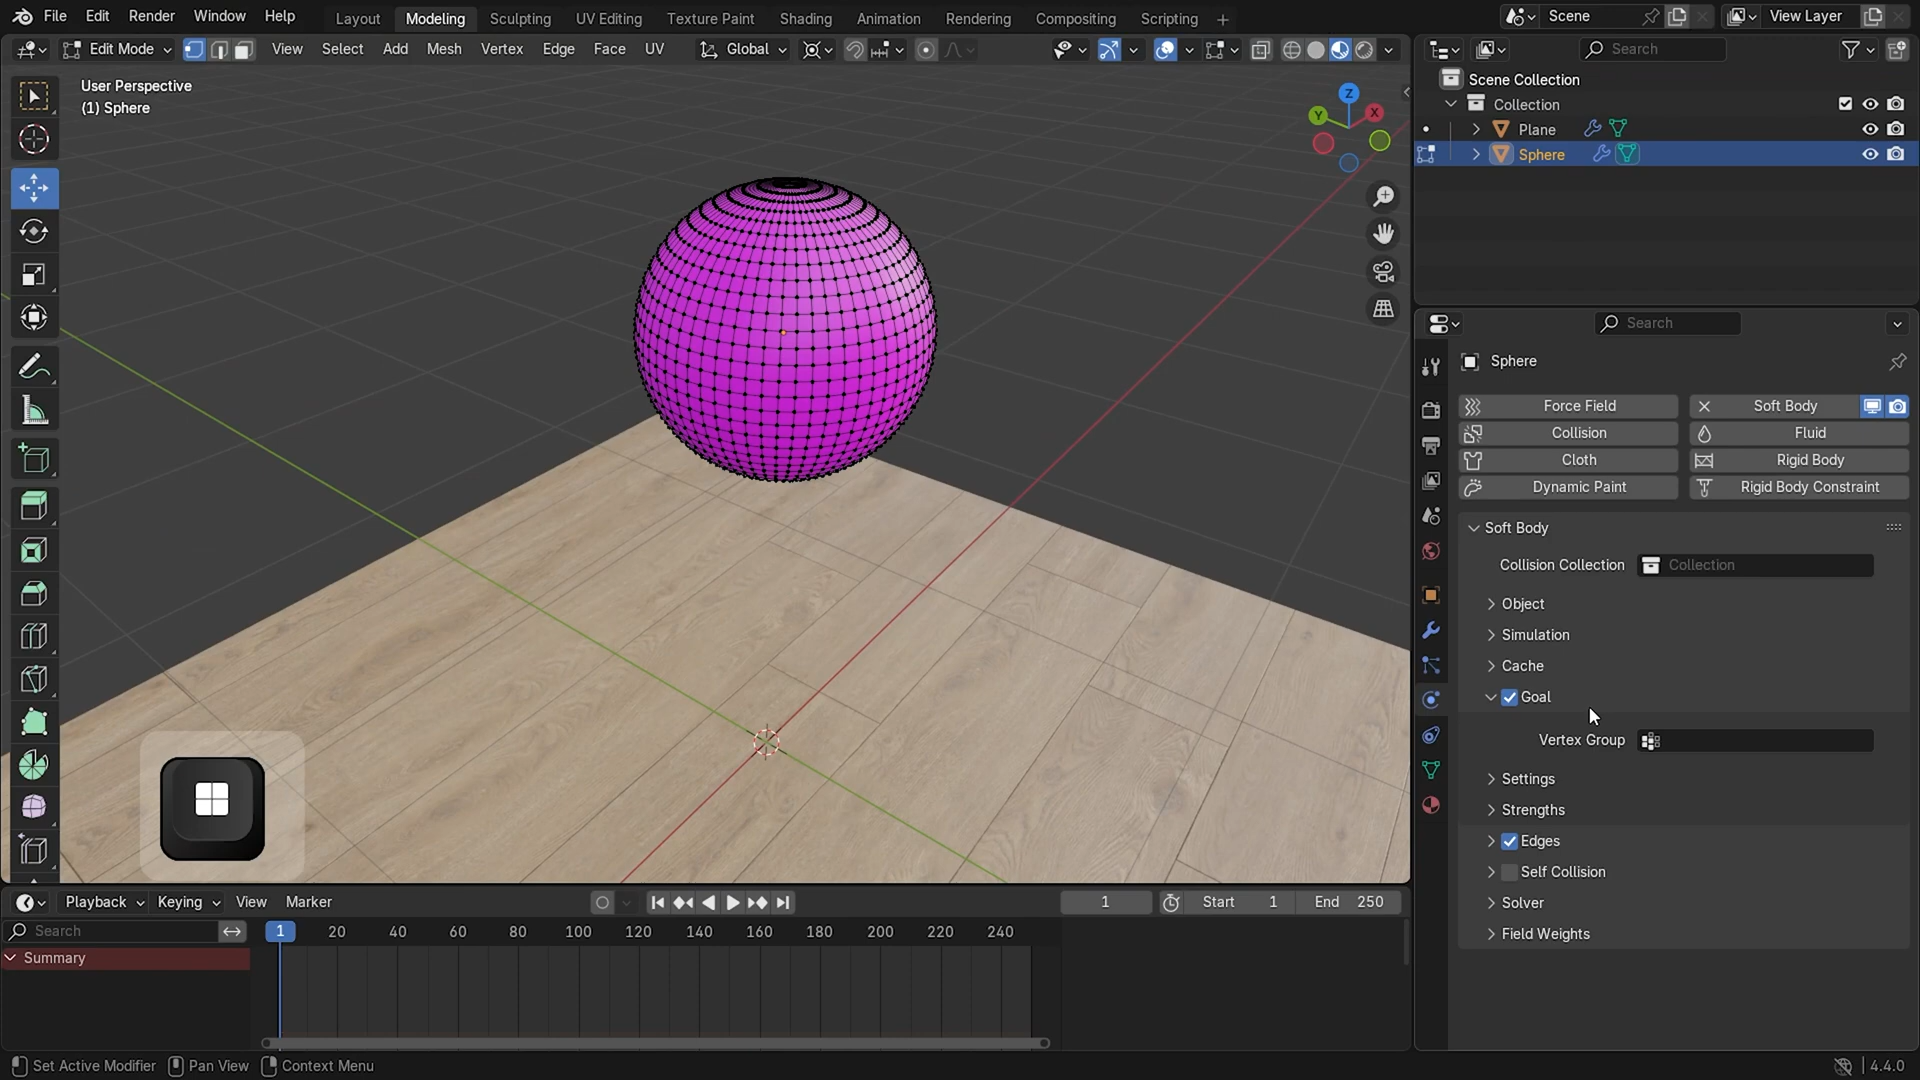 File Edit Render Window Help Layout Modeling Sculpting UV Editing Texture Paint Shading Animation Rendering Compositing Scripting Scene View Layer
Edit Mode View Select Add Mesh Vertex Edge Face UV Global Search
User Perspective
(1) Sphere
Z
Y
X
Scene Collection
Collection
Plane
Sphere
Search
Sphere
Force Field Soft Body
Collision Fluid
Cloth Rigid Body
Dynamic Paint Rigid Body Constraint
Soft Body
Collision Collection Collection
Object
Simulation
Cache
Goal
Vertex Group
Settings
Strengths
Edges
Self Collision
Solver
Field Weights
Playback Keying View Marker 1 Start 1 End 250
Search 1 20 40 60 80 100 120 140 160 180 200 220 240
Summary
Set Active Modifier Pan View Context Menu 4.4.0